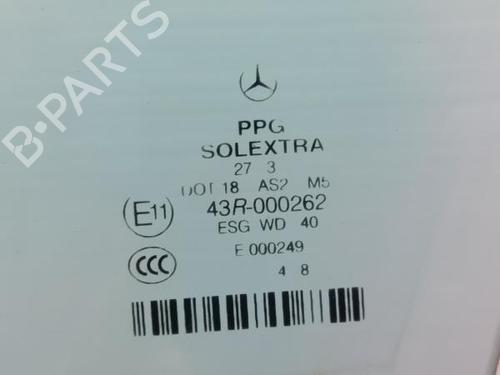 B-PARTS
PPG
SOLEXTRA
27 3
DOT 18 AS2 M5
E11 43R-000262
ESG WD 40
E 000249
CCC
4 8